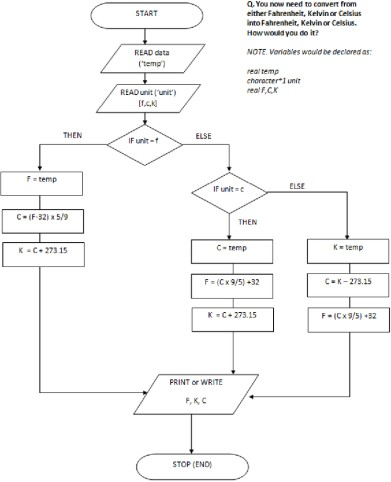 START
Q. You now need to convert from
either Fahrenheit, Kelvin or Celsius
into Fahrenheit, Kelvin or Celsius.
How would you do it?
NOTE. Variables would be declared as:
real temp
character*1 unit
real F,C,K
READ data
('temp')
READ unit ('unit')
[f,c,k]
THEN
IF unit = f
ELSE
F = temp
C = (F-32) x 5/9
K = C + 273.15
IF unit = c
ELSE
THEN
C = temp
F = (C x 9/5) +32
K = C + 273.15
K = temp
C = K – 273.15
F = (C x 9/5) +32
PRINT or WRITE
F, K, C
STOP (END)